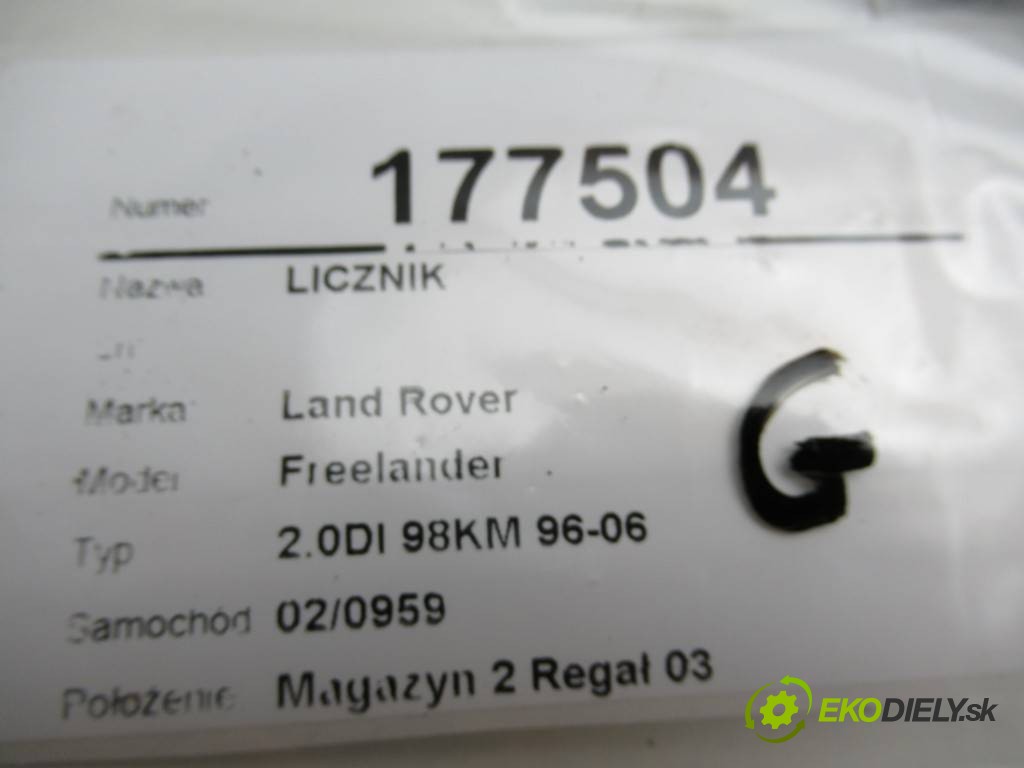 Numer 177504
Nazwa LICZNIK
Marka Land Rover
Model Freelander
Typ 2.0DI 98KM 96-06
Samochód 02/0959
Położenie Magazyn 2 Regał 03
G
EKODIELY.sk